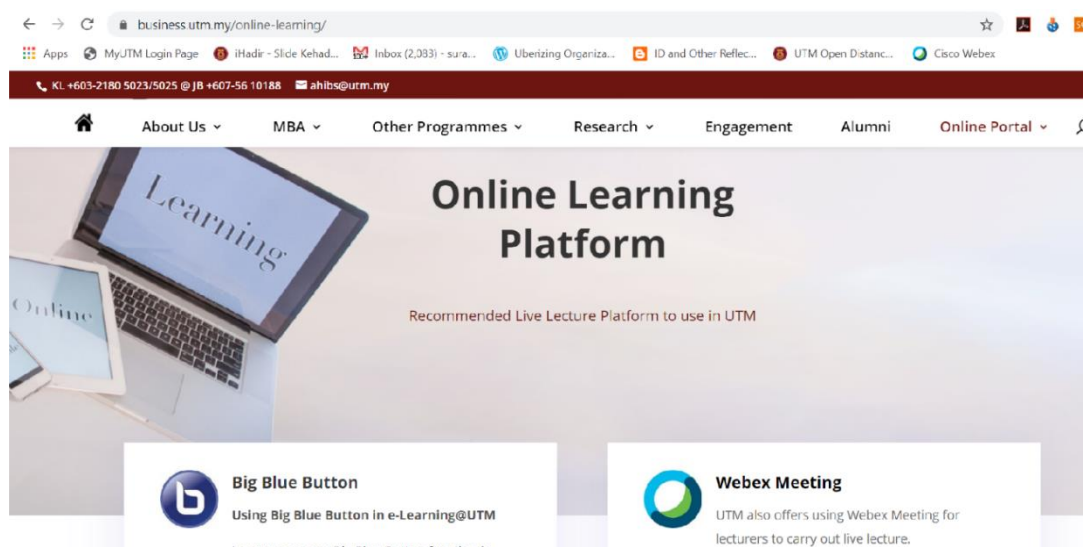 business.utm.my/online-learning/
Apps MyUTM Login Page iHadir - Slide Kehad... Inbox (2,083) - sura... Uberizing Organiza... ID and Other Reflec... UTM Open Distanc... Cisco Webex
KL +603-2180 5023/5025 @ JB +607-56 10188 ahibs@utm.my
About Us MBA Other Programmes Research Engagement Alumni Online Portal
Learning
Online
Online Learning
Platform
Recommended Live Lecture Platform to use in UTM
Big Blue Button
Using Big Blue Button in e-Learning@UTM
Webex Meeting
UTM also offers using Webex Meeting for
lecturers to carry out live lecture.